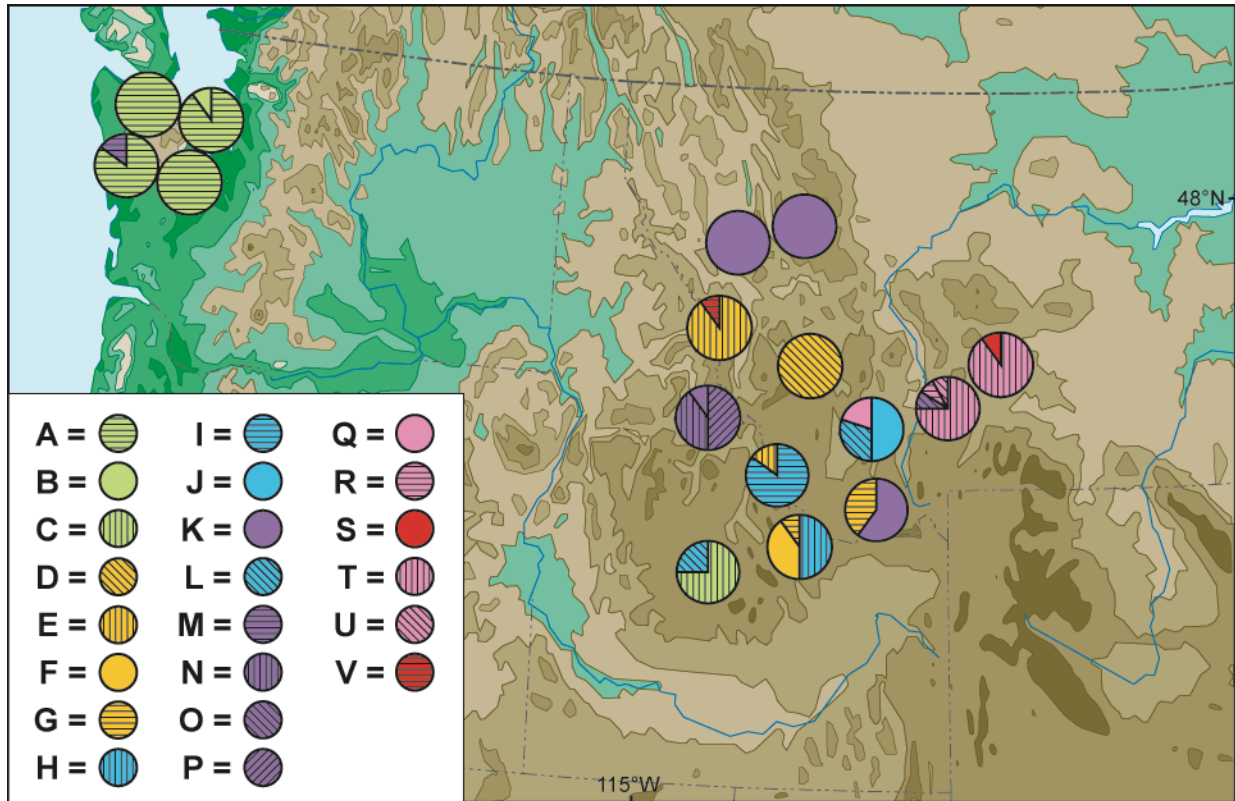 48°N
A = I = Q =
B = J = R =
C = K = S =
D = L = T =
E = M = U =
F = N = V =
G = O =
H = P =
115°W